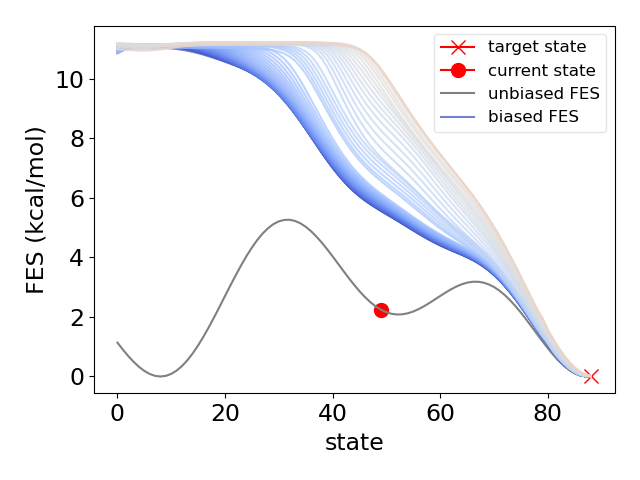 target state
current state
unbiased FES
biased FES
FES (kcal/mol)
10
8
6
4
2
0
0 20 40 60 80
state